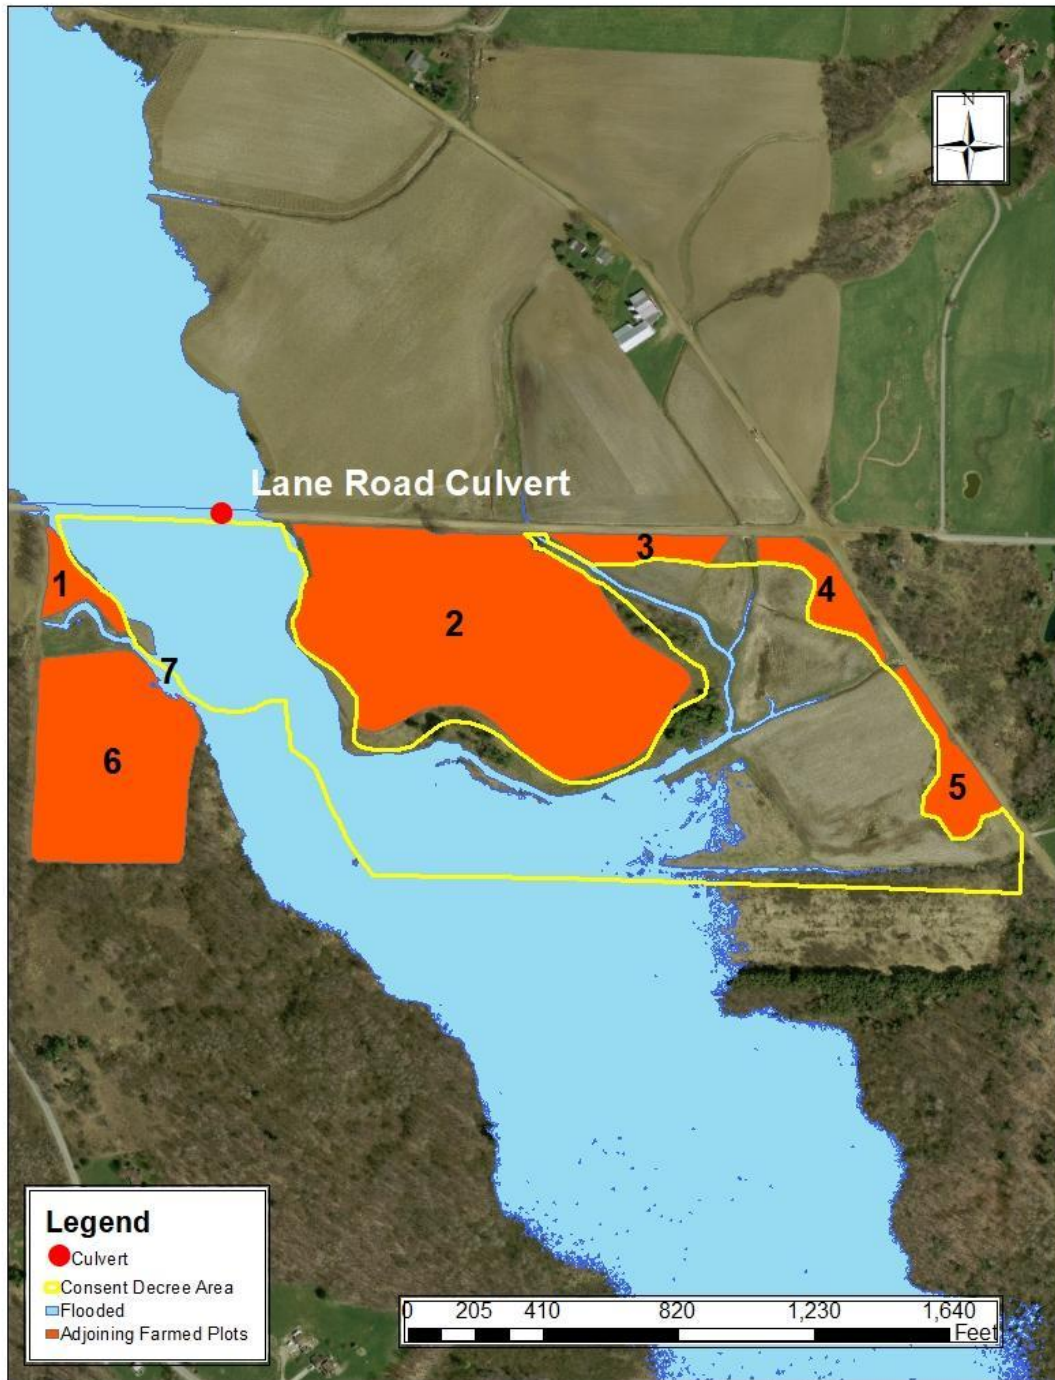 N
Lane Road Culvert
1
2
3
4
5
6
7
Legend
Culvert
Consent Decree Area
Flooded
Adjoining Farmed Plots
0 205 410 820 1,230 1,640
Feet